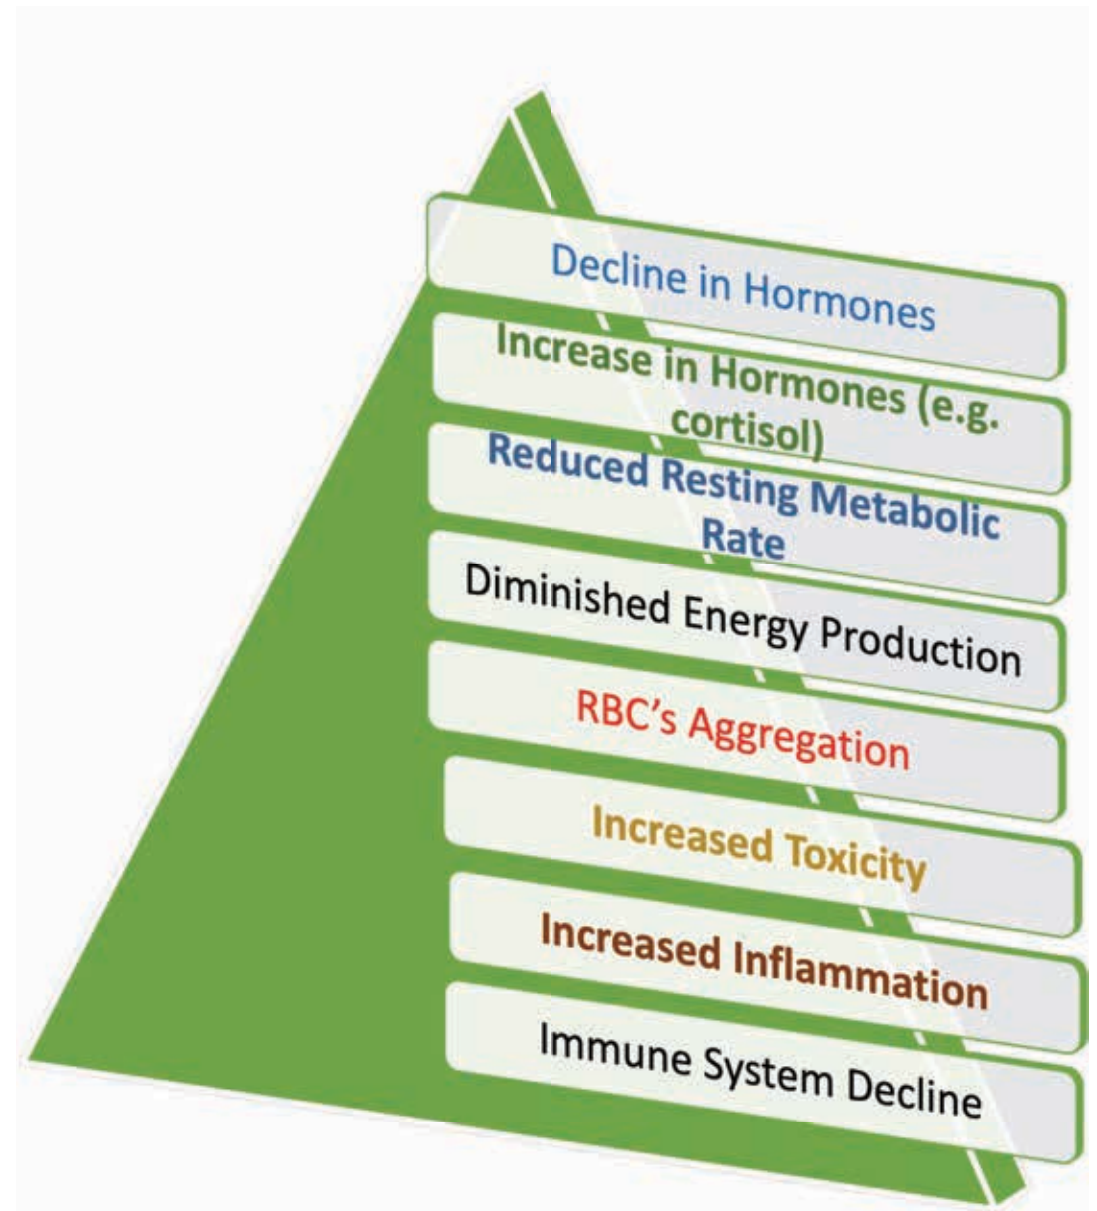 Decline in Hormones
Increase in Hormones (e.g.
cortisol)
Reduced Resting Metabolic
Rate
Diminished Energy Production
RBC’s Aggregation
Increased Toxicity
Increased Inflammation
Immune System Decline